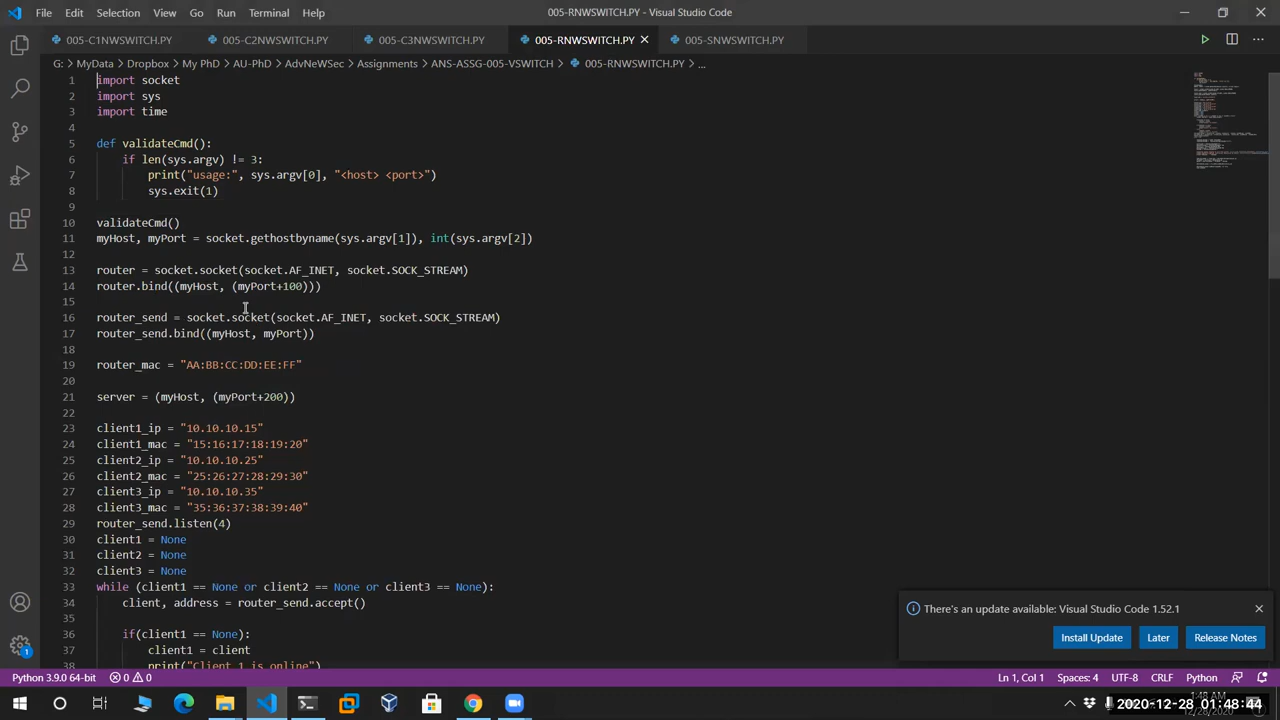 File Edit Selection View Go Run Terminal Help
005-RNWSWITCH.PY - Visual Studio Code
005-C1NWSWITCH.PY 005-C2NWSWITCH.PY 005-C3NWSWITCH.PY 005-RNWSWITCH.PY 005-SNWSWITCH.PY
G: > MyData > Dropbox > My PhD > AU-PhD > AdvNeWSec > Assignments > ANS-ASSG-005-VSWITCH > 005-RNWSWITCH.PY > ...
1 import socket
2 import sys
3 import time
4
5 def validateCmd():
6 if len(sys.argv) != 3:
7 print("usage:", sys.argv[0], "<host> <port>")
8 sys.exit(1)
9
10 validateCmd()
11 myHost, myPort = socket.gethostbyname(sys.argv[1]), int(sys.argv[2])
12
13 router = socket.socket(socket.AF_INET, socket.SOCK_STREAM)
14 router.bind((myHost, (myPort+100)))
15
16 router_send = socket.socket(socket.AF_INET, socket.SOCK_STREAM)
17 router_send.bind((myHost, myPort))
18
19 router_mac = "AA:BB:CC:DD:EE:FF"
20
21 server = (myHost, (myPort+200))
22
23 client1_ip = "10.10.10.15"
24 client1_mac = "15:16:17:18:19:20"
25 client2_ip = "10.10.10.25"
26 client2_mac = "25:26:27:28:29:30"
27 client3_ip = "10.10.10.35"
28 client3_mac = "35:36:37:38:39:40"
29 router_send.listen(4)
30 client1 = None
31 client2 = None
32 client3 = None
33 while (client1 == None or client2 == None or client3 == None):
34 client, address = router_send.accept()
35
36 if(client1 == None):
37 client1 = client
38 print("Client 1 is online")
There's an update available: Visual Studio Code 1.52.1
Install Update Later Release Notes
Python 3.9.0 64-bit 0 0 Ln 1, Col 1 Spaces: 4 UTF-8 CRLF Python
1:48 AM
2020-12-28 01:48:44